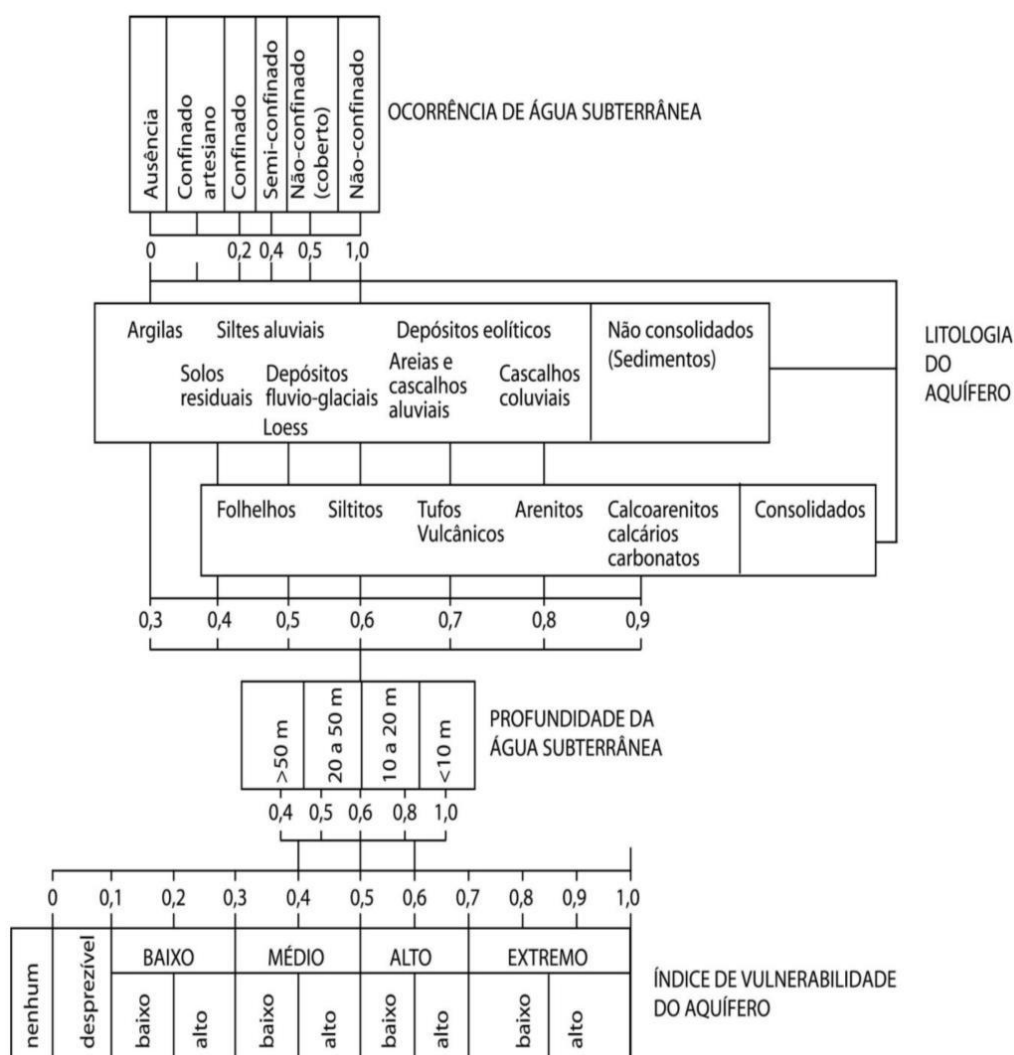 Ausência
Confinado
artesiano
Confinado
Semi-confinado
Não-confinado
(coberto)
Não-confinado
OCORRÊNCIA DE ÁGUA SUBTERRÂNEA
0 0,2 0,4 0,5 1,0
Argilas Siltes aluviais Depósitos eolíticos
Solos
residuais
Depósitos
fluvio-glaciais
Loess
Areias e
cascalhos
aluviais
Cascalhos
coluviais
Não consolidados
(Sedimentos)
LITOLOGIA
DO
AQUÍFERO
Folhelhos Siltitos
Tufos
Vulcânicos
Arenitos
Calcoarenitos
calcários
carbonatos
Consolidados
0,3 0,4 0,5 0,6 0,7 0,8 0,9
>50 m
20 a 50 m
10 a 20 m
<10 m
PROFUNDIDADE DA
ÁGUA SUBTERRÂNEA
0,4 0,5 0,6 0,8 1,0
0 0,1 0,2 0,3 0,4 0,5 0,6 0,7 0,8 0,9 1,0
nenhum
desprezível
BAIXO MÉDIO ALTO EXTREMO
baixo alto baixo alto baixo alto baixo alto
ÍNDICE DE VULNERABILIDADE
DO AQUÍFERO